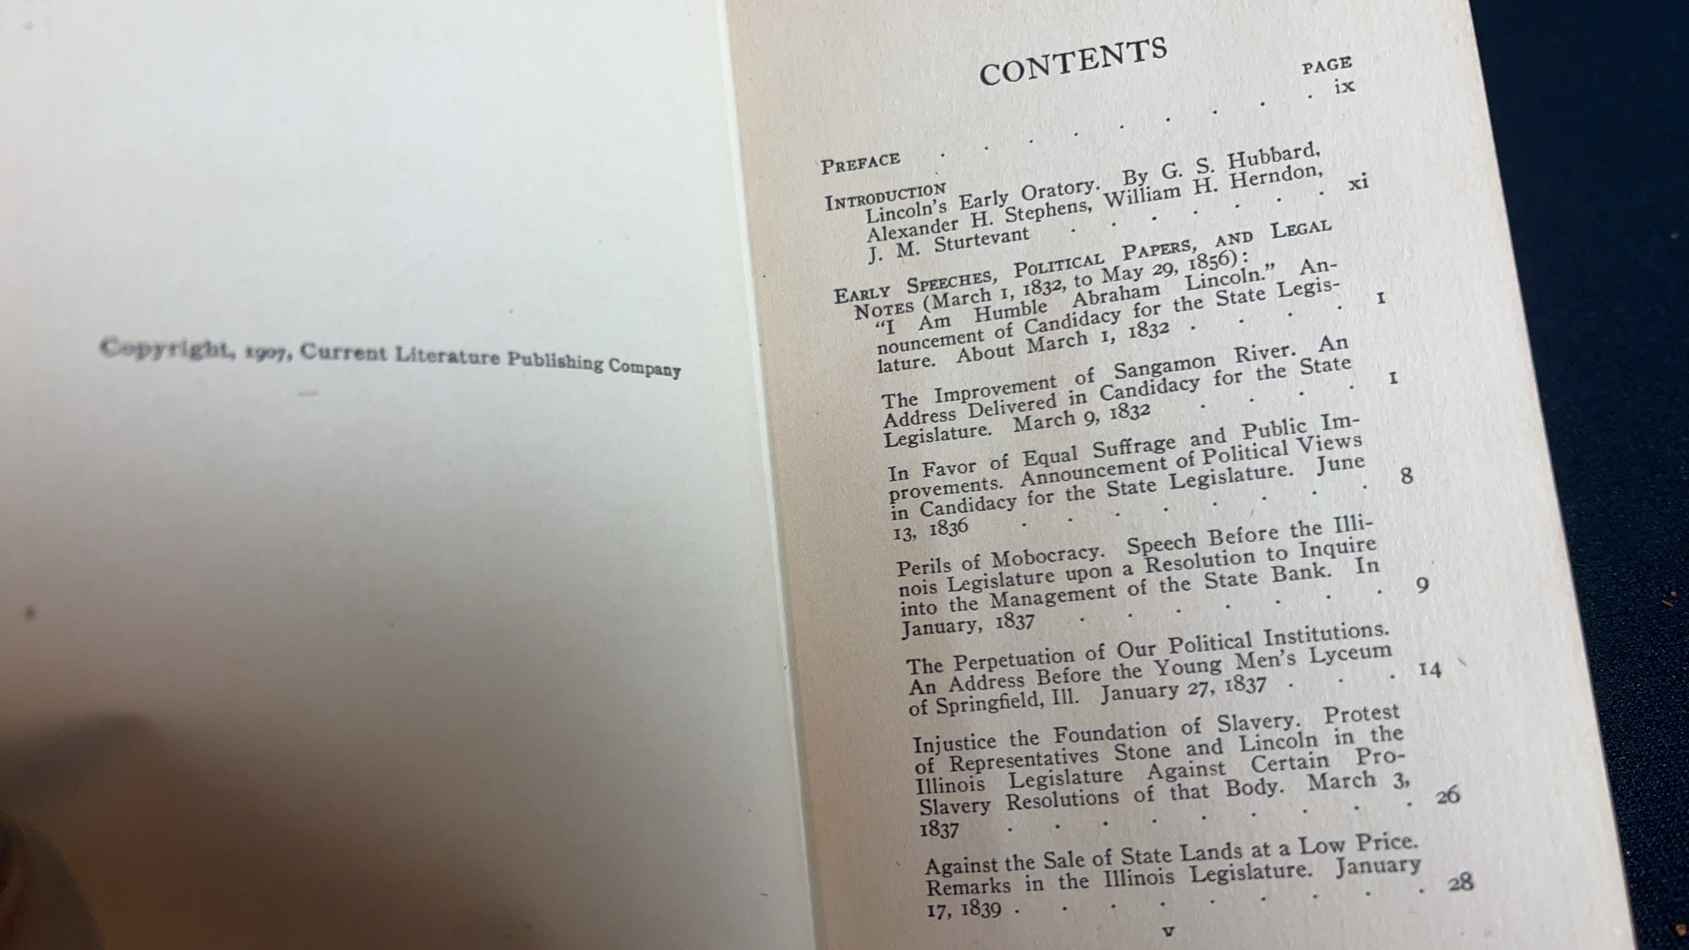 Copyright, 1907, Current Literature Publishing Company
CONTENTS
PAGE
PREFACE . . . . . . . . . ix
INTRODUCTION
Lincoln's Early Oratory. By G. S. Hubbard,
Alexander H. Stephens, William H. Herndon,
J. M. Sturtevant . . . . . . xi
EARLY SPEECHES, POLITICAL PAPERS, AND LEGAL
NOTES (March 1, 1832, to May 29, 1856):
"I Am Humble Abraham Lincoln." An-
nouncement of Candidacy for the State Legis-
lature. About March 1, 1832 . . . . 1
The Improvement of Sangamon River. An
Address Delivered in Candidacy for the State
Legislature. March 9, 1832 . . . . 1
In Favor of Equal Suffrage and Public Im-
provements. Announcement of Political Views
in Candidacy for the State Legislature. June
13, 1836 . . . . . . . . 8
Perils of Mobocracy. Speech Before the Illi-
nois Legislature upon a Resolution to Inquire
into the Management of the State Bank. In
January, 1837 . . . . . . . 9
The Perpetuation of Our Political Institutions.
An Address Before the Young Men's Lyceum
of Springfield, Ill. January 27, 1837 . . . 14
Injustice the Foundation of Slavery. Protest
of Representatives Stone and Lincoln in the
Illinois Legislature Against Certain Pro-
Slavery Resolutions of that Body. March 3,
1837 . . . . . . . . . 26
Against the Sale of State Lands at a Low Price.
Remarks in the Illinois Legislature. January
17, 1839 . . . . . . . . . 28
v